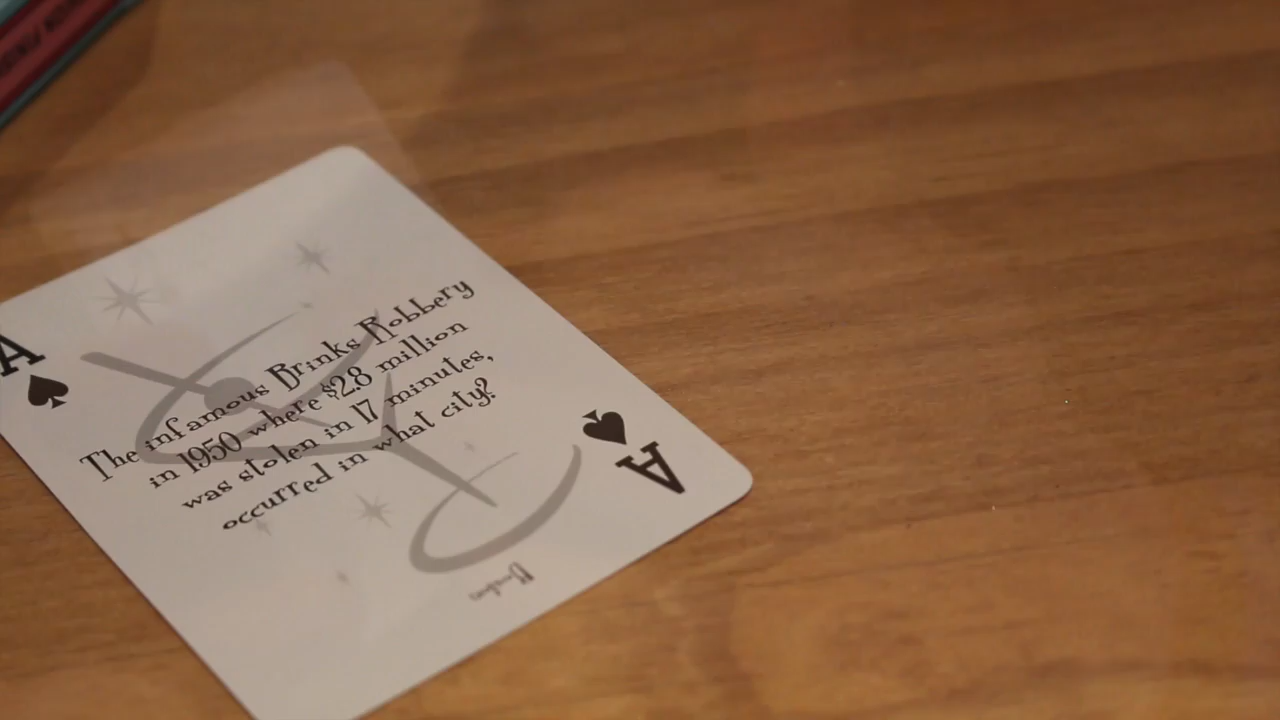 A
The infamous Brinks Robbery
in 1950 where $2.8 million
was stolen in 17 minutes,
occurred in what city?
A
Boston